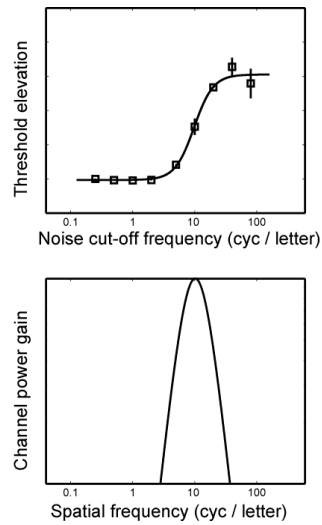 Threshold elevation
0.1 1 10 100
Noise cut-off frequency (cyc / letter)
Channel power gain
0.1 1 10 100
Spatial frequency (cyc / letter)